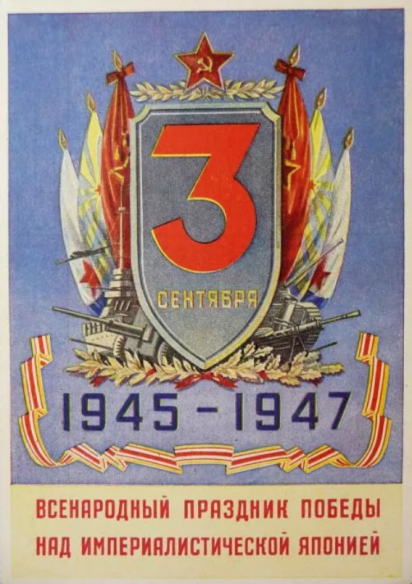 3
СЕНТЯБРЯ
1945-1947
ВСЕНАРОДНЫЙ ПРАЗДНИК ПОБЕДЫ
НАД ИМПЕРИАЛИСТИЧЕСКОЙ ЯПОНИЕЙ